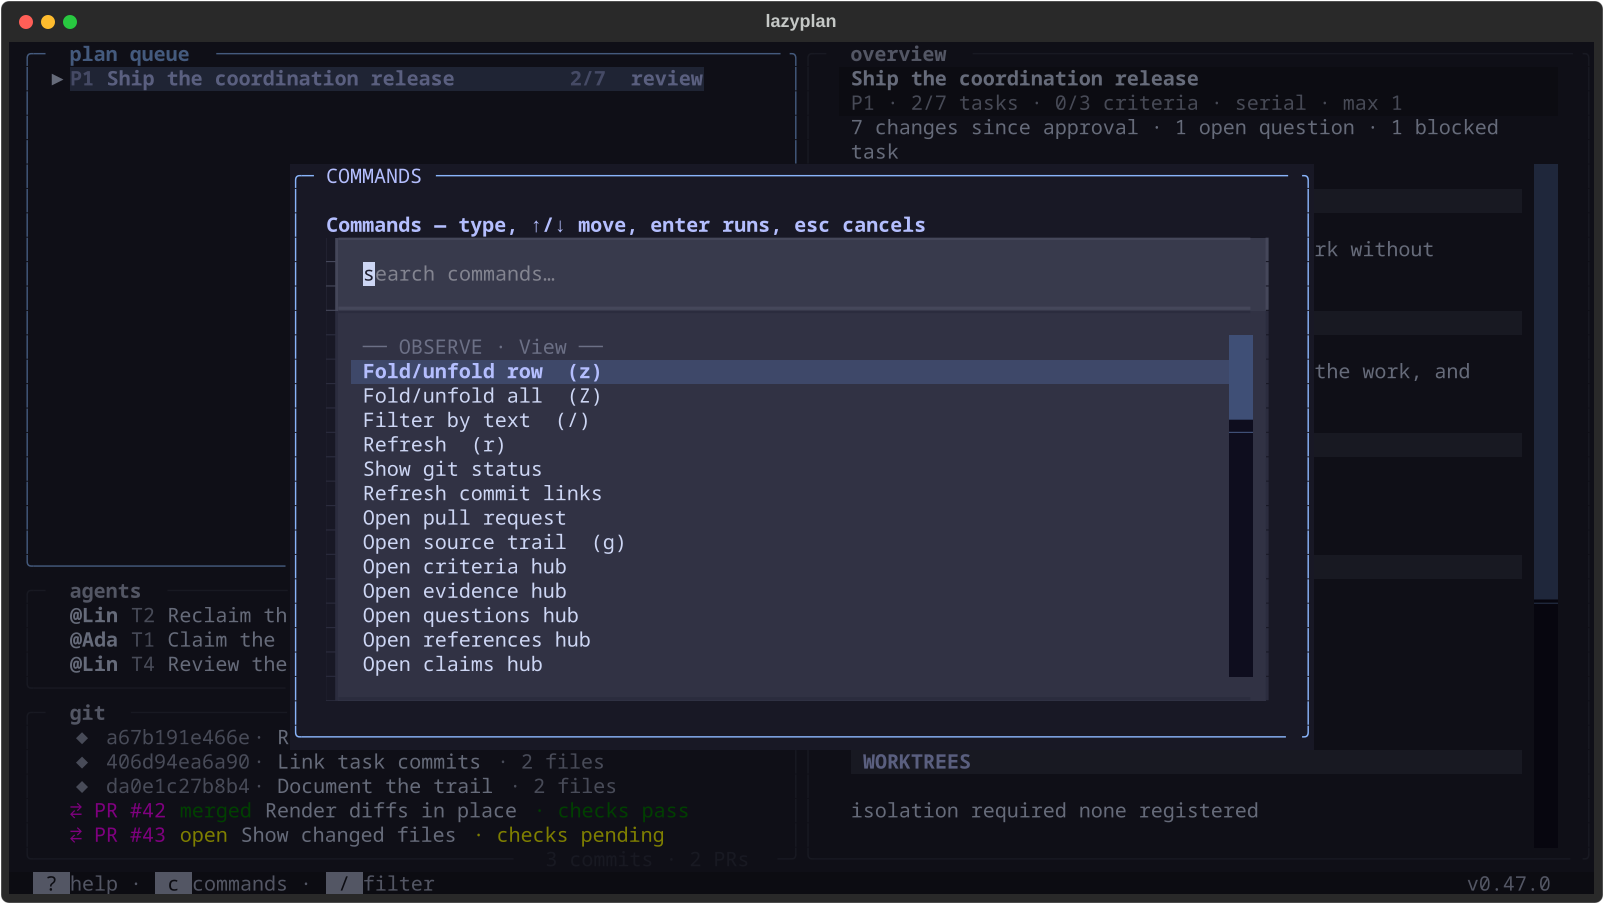 lazyplan
plan queue
▶ P1 Ship the coordination release 2/7 review
overview
Ship the coordination release
P1 · 2/7 tasks · 0/3 criteria · serial · max 1
7 changes since approval · 1 open question · 1 blocked
task
rk without
the work, and
COMMANDS
Commands — type, ↑/↓ move, enter runs, esc cancels
search commands…
── OBSERVE · View ──
Fold/unfold row (z)
Fold/unfold all (Z)
Filter by text (/)
Refresh (r)
Show git status
Refresh commit links
Open pull request
Open source trail (g)
Open criteria hub
Open evidence hub
Open questions hub
Open references hub
Open claims hub
agents
@Lin T2 Reclaim th
@Ada T1 Claim the
@Lin T4 Review the
git
◆ a67b191e466e · R
◆ 406d94ea6a90 · Link task commits · 2 files
◆ da0e1c27b8b4 · Document the trail · 2 files
⇄ PR #42 merged Render diffs in place · checks pass
⇄ PR #43 open Show changed files · checks pending
3 commits · 2 PRs
WORKTREES
isolation required none registered
? help · c commands · / filter
v0.47.0